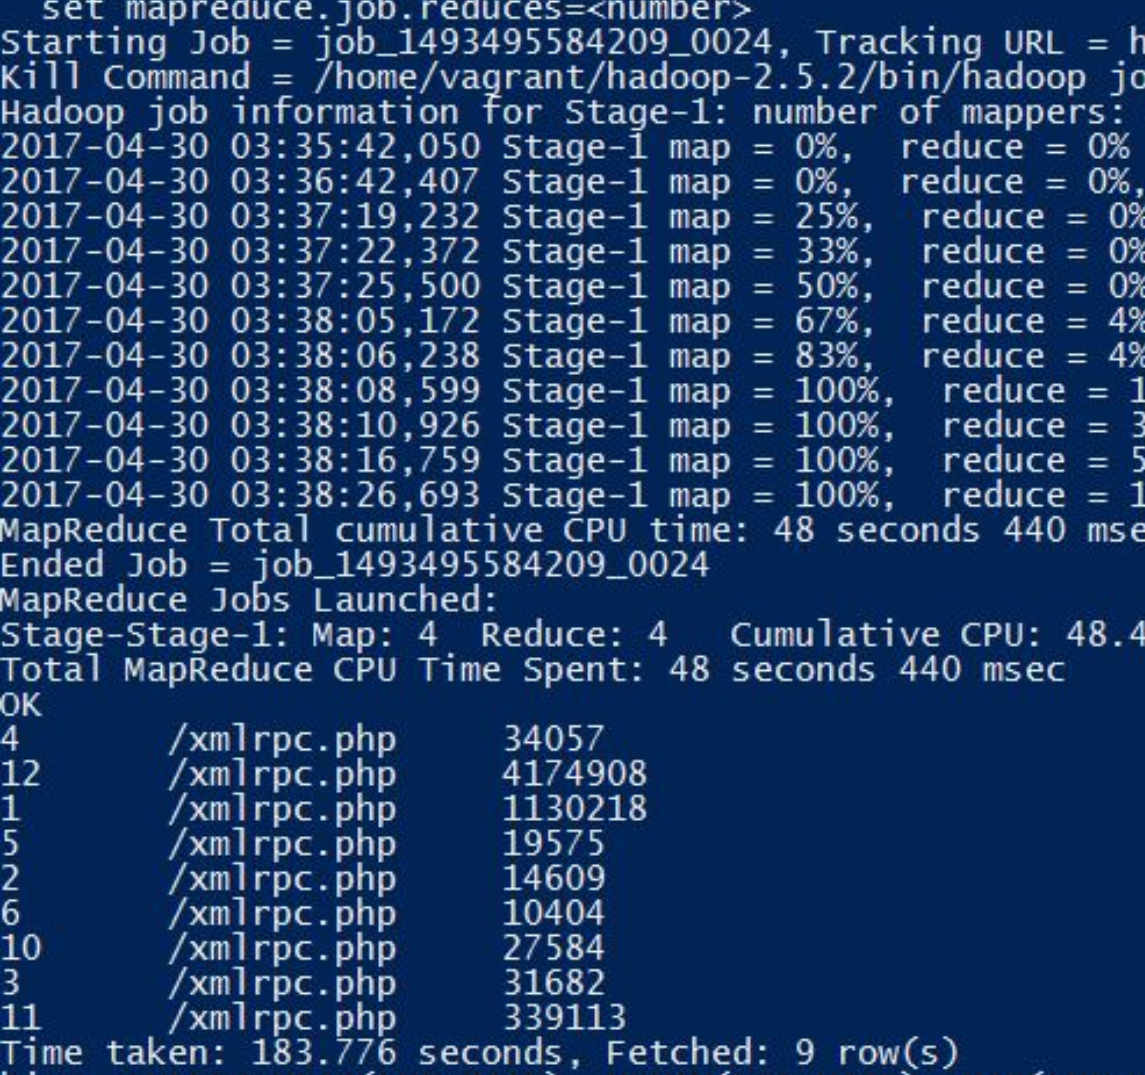 set mapreduce.job.reduces=<number>
Starting Job = job_1493495584209_0024, Tracking URL = h
Kill Command = /home/vagrant/hadoop-2.5.2/bin/hadoop jo
Hadoop job information for Stage-1: number of mappers:
2017-04-30 03:35:42,050 Stage-1 map = 0%,  reduce = 0%
2017-04-30 03:36:42,407 Stage-1 map = 0%,  reduce = 0%,
2017-04-30 03:37:19,232 Stage-1 map = 25%,  reduce = 0%
2017-04-30 03:37:22,372 Stage-1 map = 33%,  reduce = 0%
2017-04-30 03:37:25,500 Stage-1 map = 50%,  reduce = 0%
2017-04-30 03:38:05,172 Stage-1 map = 67%,  reduce = 4%
2017-04-30 03:38:06,238 Stage-1 map = 83%,  reduce = 4%
2017-04-30 03:38:08,599 Stage-1 map = 100%,  reduce = 1
2017-04-30 03:38:10,926 Stage-1 map = 100%,  reduce = 3
2017-04-30 03:38:16,759 Stage-1 map = 100%,  reduce = 5
2017-04-30 03:38:26,693 Stage-1 map = 100%,  reduce = 1
MapReduce Total cumulative CPU time: 48 seconds 440 mse
Ended Job = job_1493495584209_0024
MapReduce Jobs Launched:
Stage-Stage-1: Map: 4  Reduce: 4   Cumulative CPU: 48.4
Total MapReduce CPU Time Spent: 48 seconds 440 msec
OK
4	/xmlrpc.php	34057
12	/xmlrpc.php	4174908
1	/xmlrpc.php	1130218
5	/xmlrpc.php	19575
2	/xmlrpc.php	14609
6	/xmlrpc.php	10404
10	/xmlrpc.php	27584
3	/xmlrpc.php	31682
11	/xmlrpc.php	339113
Time taken: 183.776 seconds, Fetched: 9 row(s)